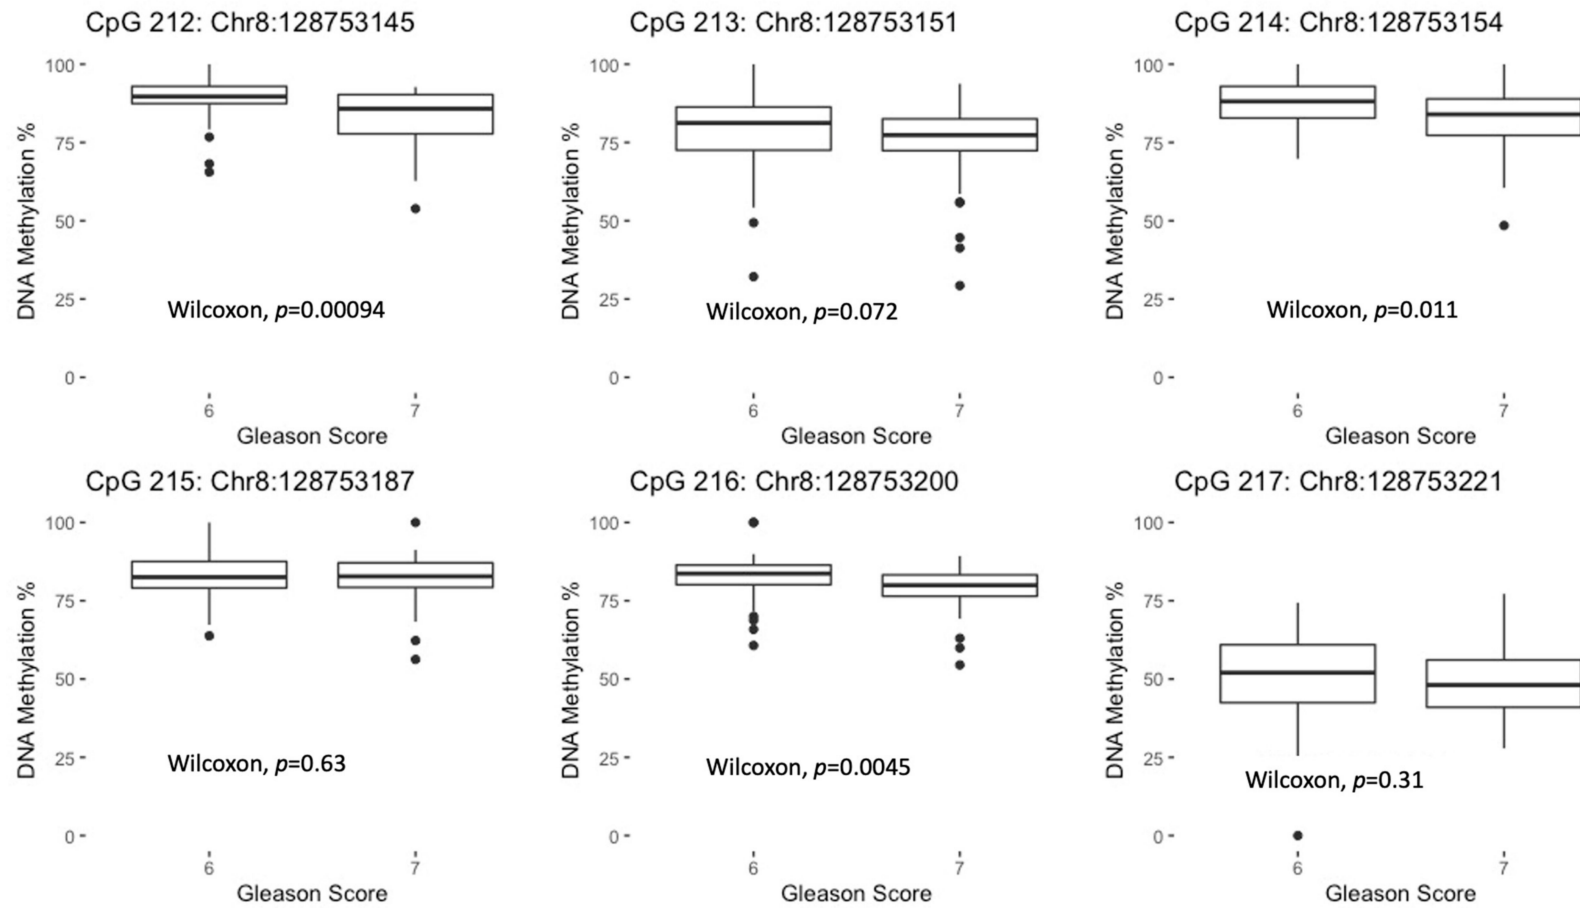 CpG 212: Chr8:128753145
DNA Methylation %
100
75
50
25
0
Wilcoxon, p=0.00094
6 7
Gleason Score
CpG 213: Chr8:128753151
DNA Methylation %
100
75
50
25
0
Wilcoxon, p=0.072
6 7
Gleason Score
CpG 214: Chr8:128753154
DNA Methylation %
100
75
50
25
0
Wilcoxon, p=0.011
6 7
Gleason Score
CpG 215: Chr8:128753187
DNA Methylation %
100
75
50
25
0
Wilcoxon, p=0.63
6 7
Gleason Score
CpG 216: Chr8:128753200
DNA Methylation %
100
75
50
25
0
Wilcoxon, p=0.0045
6 7
Gleason Score
CpG 217: Chr8:128753221
DNA Methylation %
100
75
50
25
0
Wilcoxon, p=0.31
6 7
Gleason Score